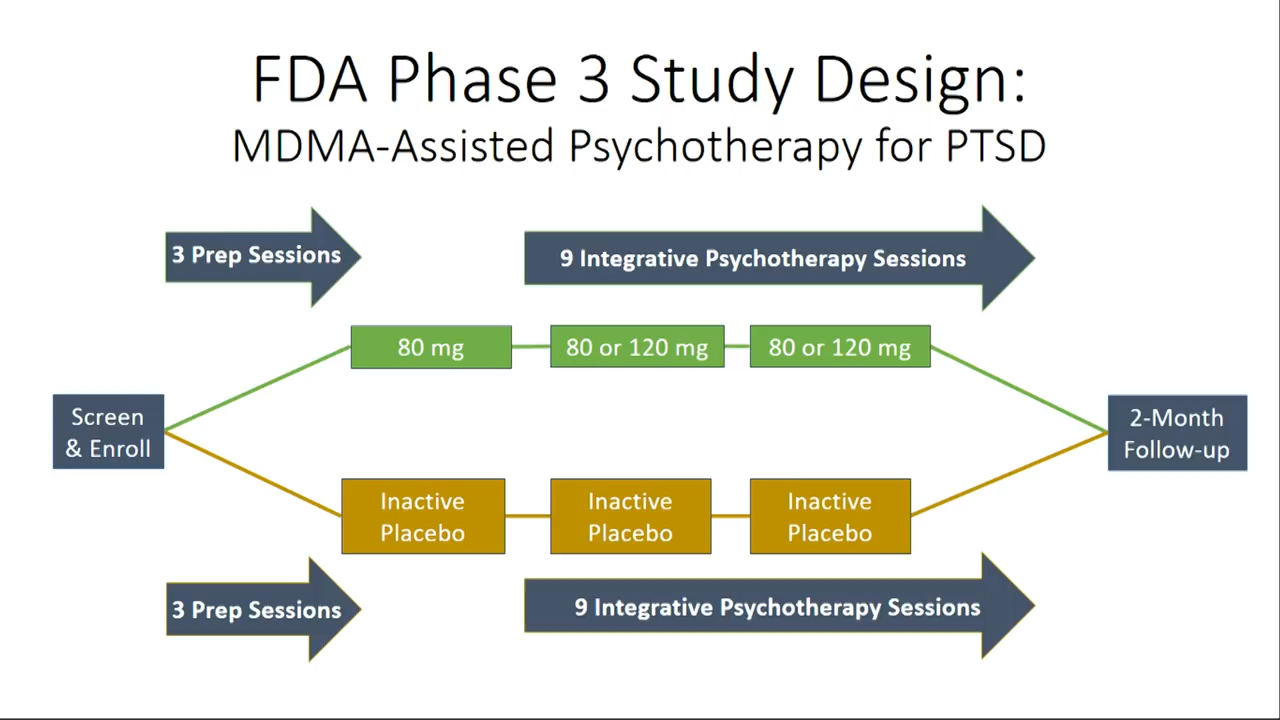 FDA Phase 3 Study Design:
MDMA-Assisted Psychotherapy for PTSD
3 Prep Sessions
9 Integrative Psychotherapy Sessions
80 mg
80 or 120 mg
80 or 120 mg
Screen
& Enroll
2-Month
Follow-up
Inactive
Placebo
Inactive
Placebo
Inactive
Placebo
3 Prep Sessions
9 Integrative Psychotherapy Sessions